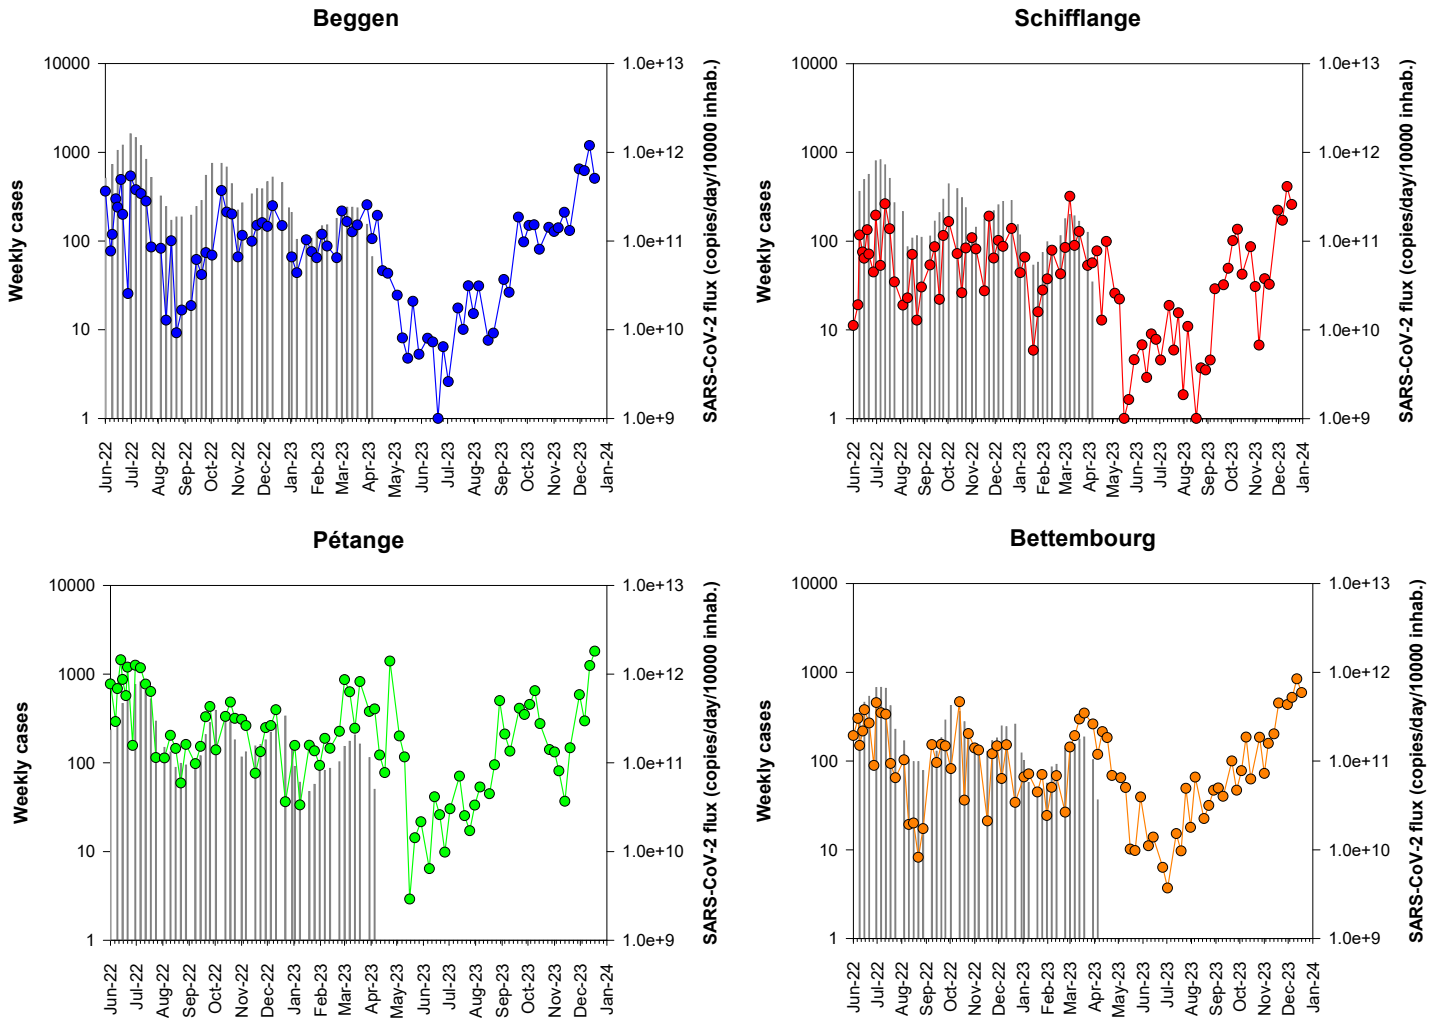 Beggen
Weekly cases
10000
1000
100
10
1
1.0e+13
1.0e+12
1.0e+11
1.0e+10
1.0e+9
SARS-CoV-2 flux (copies/day/10000 inhab.)
Jun-22
Jul-22
Aug-22
Sep-22
Oct-22
Nov-22
Dec-22
Jan-23
Feb-23
Mar-23
Apr-23
May-23
Jun-23
Jul-23
Aug-23
Sep-23
Oct-23
Nov-23
Dec-23
Jan-24
Schifflange
Weekly cases
10000
1000
100
10
1
1.0e+13
1.0e+12
1.0e+11
1.0e+10
1.0e+9
SARS-CoV-2 flux (copies/day/10000 inhab.)
Jun-22
Jul-22
Aug-22
Sep-22
Oct-22
Nov-22
Dec-22
Jan-23
Feb-23
Mar-23
Apr-23
May-23
Jun-23
Jul-23
Aug-23
Sep-23
Oct-23
Nov-23
Dec-23
Jan-24
Pétange
Weekly cases
10000
1000
100
10
1
1.0e+13
1.0e+12
1.0e+11
1.0e+10
1.0e+9
SARS-CoV-2 flux (copies/day/10000 inhab.)
Jun-22
Jul-22
Aug-22
Sep-22
Oct-22
Nov-22
Dec-22
Jan-23
Feb-23
Mar-23
Apr-23
May-23
Jun-23
Jul-23
Aug-23
Sep-23
Oct-23
Nov-23
Dec-23
Jan-24
Bettembourg
Weekly cases
10000
1000
100
10
1
1.0e+13
1.0e+12
1.0e+11
1.0e+10
1.0e+9
SARS-CoV-2 flux (copies/day/10000 inhab.)
Jun-22
Jul-22
Aug-22
Sep-22
Oct-22
Nov-22
Dec-22
Jan-23
Feb-23
Mar-23
Apr-23
May-23
Jun-23
Jul-23
Aug-23
Sep-23
Oct-23
Nov-23
Dec-23
Jan-24